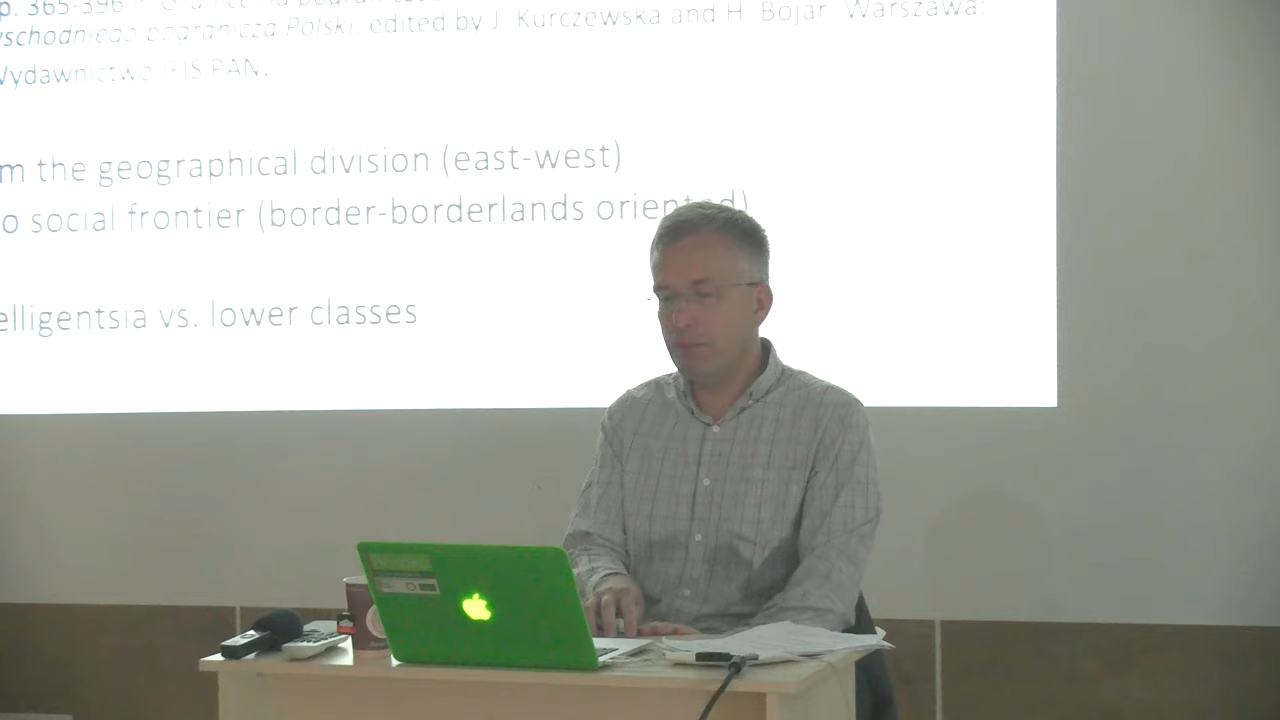 p. 365-396
wschodniego pogranicza Polski, edited by J. Kurczewska and H. Bojar. Warszawa:
Wydawnictwo IFiS PAN.
m the geographical division (east-west)
o social frontier (border-borderlands oriented)
elligentsia vs. lower classes